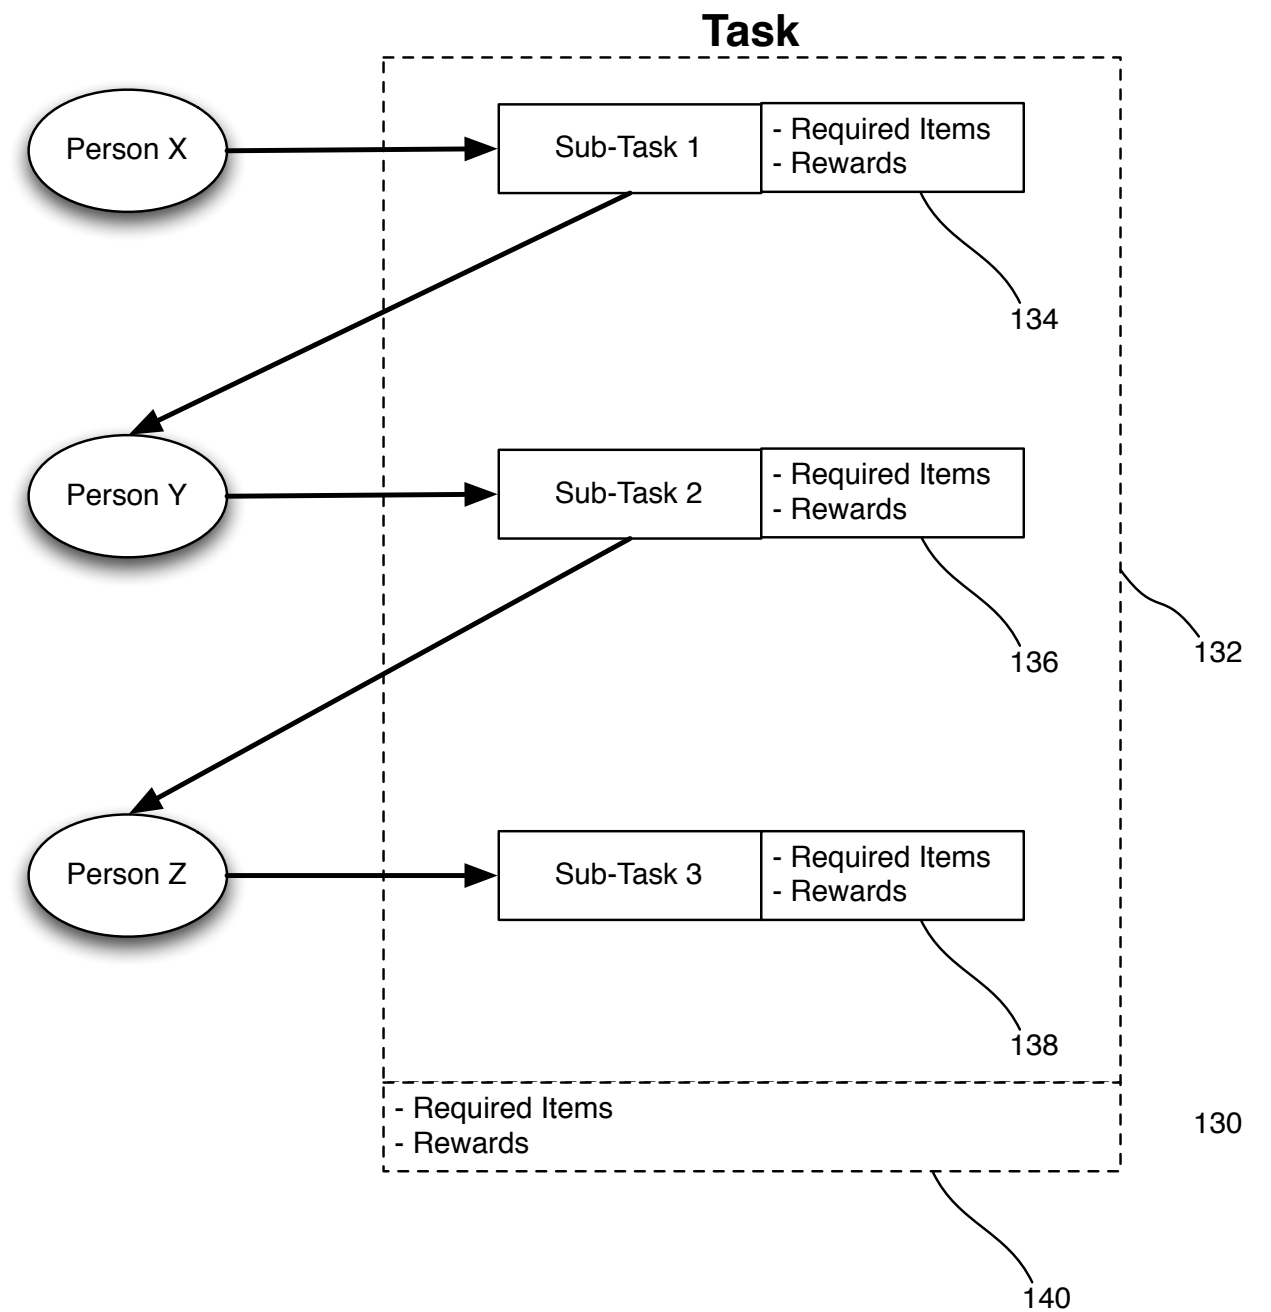 Task
Person X
Sub-Task 1
- Required Items
- Rewards
134
Person Y
Sub-Task 2
- Required Items
- Rewards
136
132
Person Z
Sub-Task 3
- Required Items
- Rewards
138
- Required Items
- Rewards
130
140